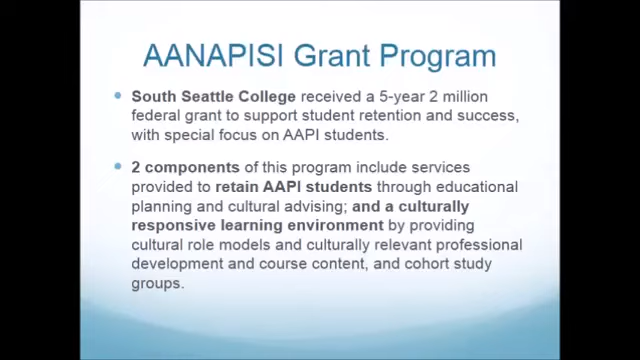 AANAPISI Grant Program
• South Seattle College received a 5-year 2 million
federal grant to support student retention and success,
with special focus on AAPI students.
• 2 components of this program include services
provided to retain AAPI students through educational
planning and cultural advising; and a culturally
responsive learning environment by providing
cultural role models and culturally relevant professional
development and course content, and cohort study
groups.